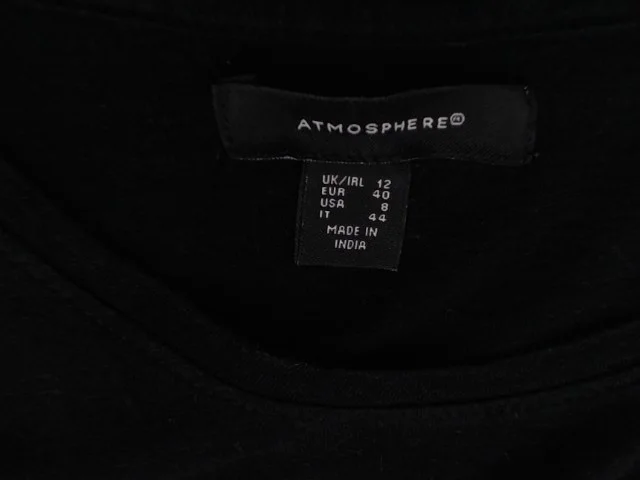 ATMOSPHERE
UK/IRL 12
EUR 40
USA 8
IT 44
MADE IN
INDIA